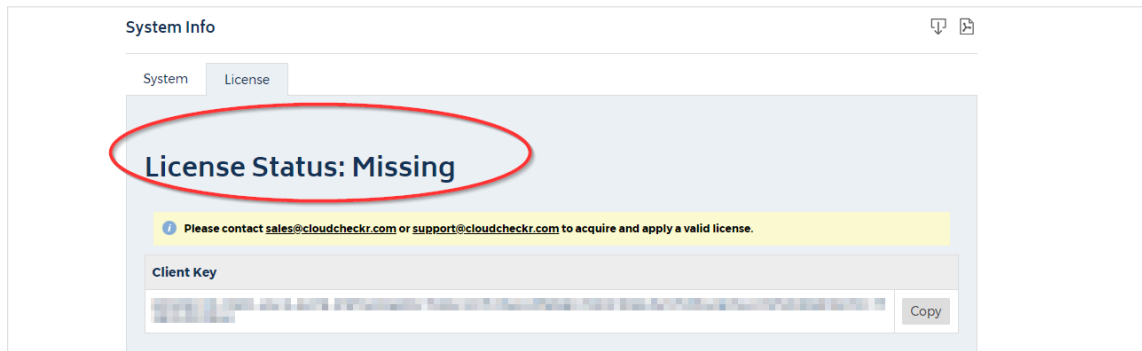 System Info
System License
License Status: Missing
Please contact sales@cloudcheckr.com or support@cloudcheckr.com to acquire and apply a valid license.
Client Key
Copy